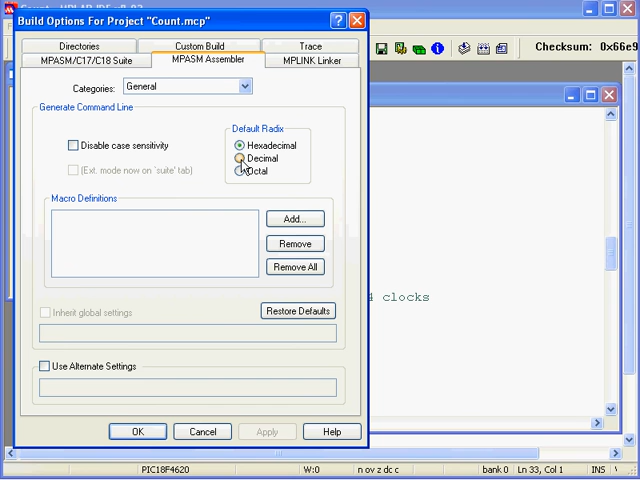 Build Options For Project "Count.mcp"
Directories
Custom Build
Trace
MPASM/C17/C18 Suite
MPASM Assembler
MPLINK Linker
Checksum: 0x66e9
Categories:
General
Generate Command Line
Default Radix
Disable case sensitivity
Hexadecimal
Decimal
(Ext. mode now on 'suite' tab)
Octal
Macro Definitions
Add...
Remove
Remove All
4 clocks
Inherit global settings
Restore Defaults
Use Alternate Settings
OK
Cancel
Apply
Help
PIC18F4620
W:0
n ov z dc c
bank 0
Ln 33, Col 1
INS